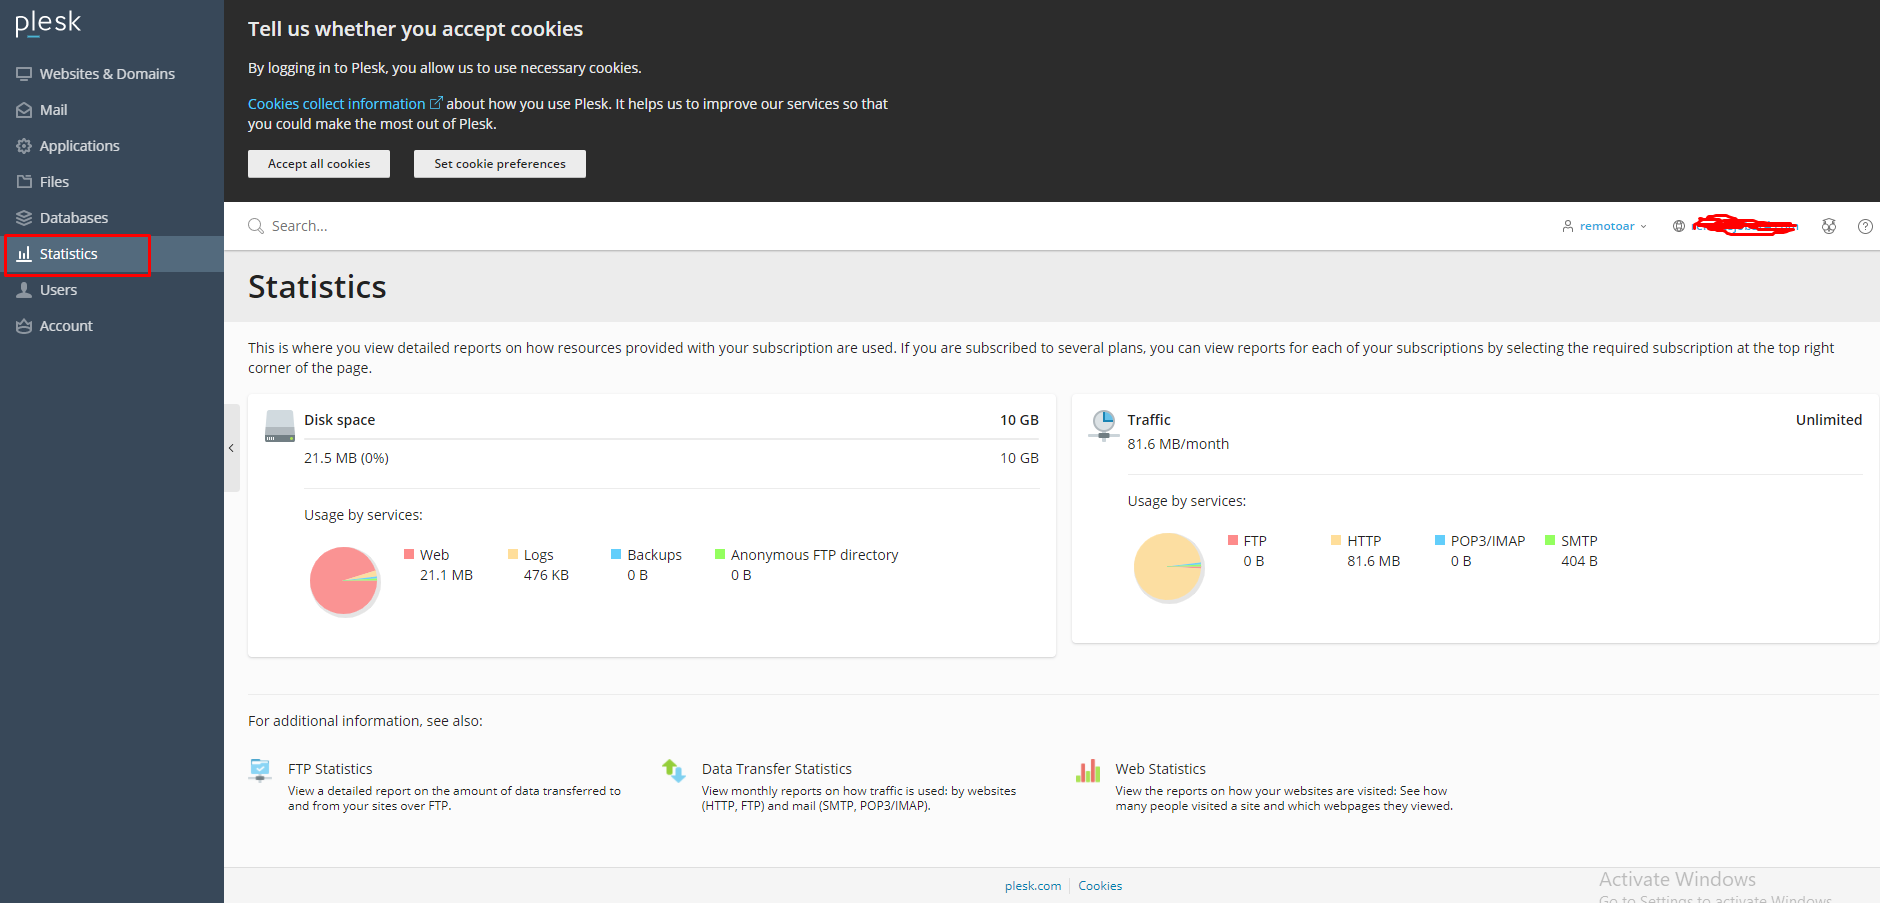 plesk
Websites & Domains
Mail
Applications
Files
Databases
Statistics
Users
Account
Tell us whether you accept cookies
By logging in to Plesk, you allow us to use necessary cookies.
Cookies collect information about how you use Plesk. It helps us to improve our services so that
you could make the most out of Plesk.
Accept all cookies
Set cookie preferences
Search...
remotoar
Statistics
This is where you view detailed reports on how resources provided with your subscription are used. If you are subscribed to several plans, you can view reports for each of your subscriptions by selecting the required subscription at the top right
corner of the page.
Disk space 10 GB
21.5 MB (0%) 10 GB
Usage by services:
Web Logs Backups Anonymous FTP directory
21.1 MB 476 KB 0 B 0 B
Traffic Unlimited
81.6 MB/month
Usage by services:
FTP HTTP POP3/IMAP SMTP
0 B 81.6 MB 0 B 404 B
For additional information, see also:
FTP Statistics
View a detailed report on the amount of data transferred to
and from your sites over FTP.
Data Transfer Statistics
View monthly reports on how traffic is used: by websites
(HTTP, FTP) and mail (SMTP, POP3/IMAP).
Web Statistics
View the reports on how your websites are visited: See how
many people visited a site and which webpages they viewed.
plesk.com Cookies
Activate Windows
Go to Settings to activate Windows.